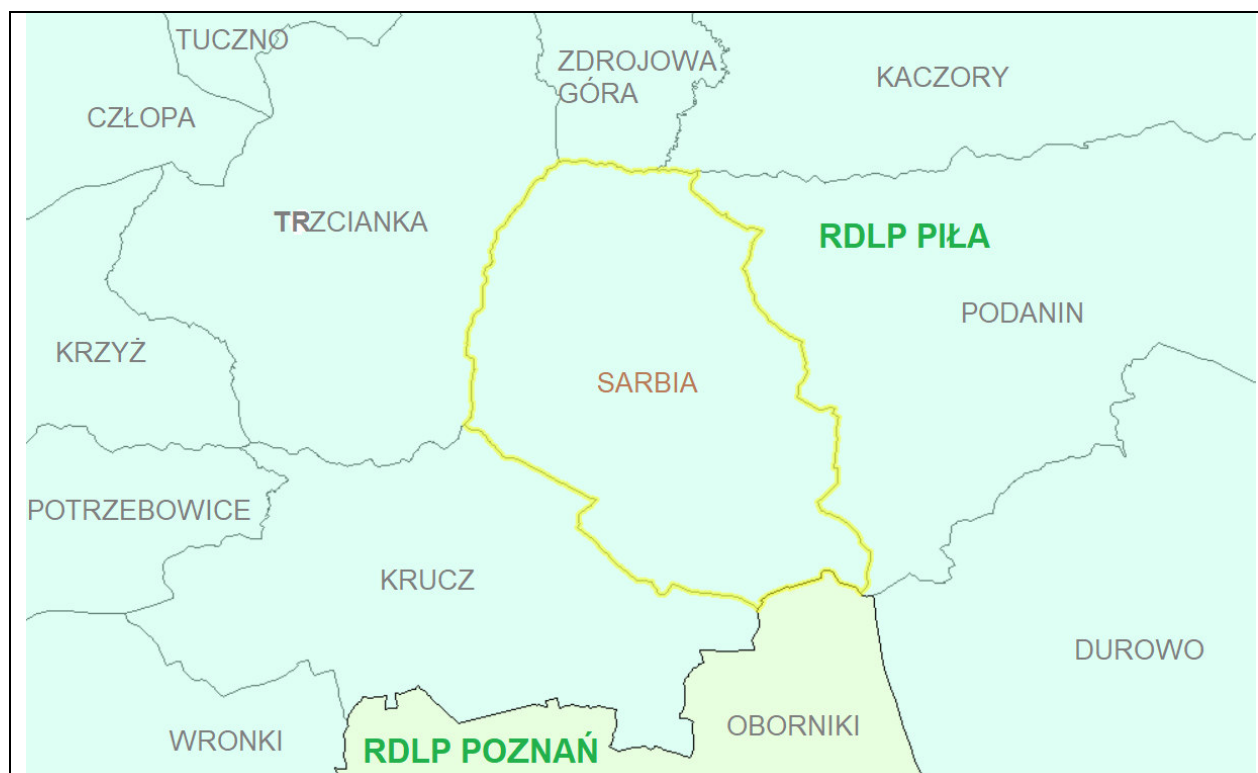 TUCZNO
ZDROJOWA
GÓRA
KACZORY
CZŁOPA
TRZCIANKA
RDLP PIŁA
PODANIN
KRZYŻ
SARBIA
POTRZEBOWICE
KRUCZ
DUROWO
OBORNIKI
WRONKI
RDLP POZNAŃ